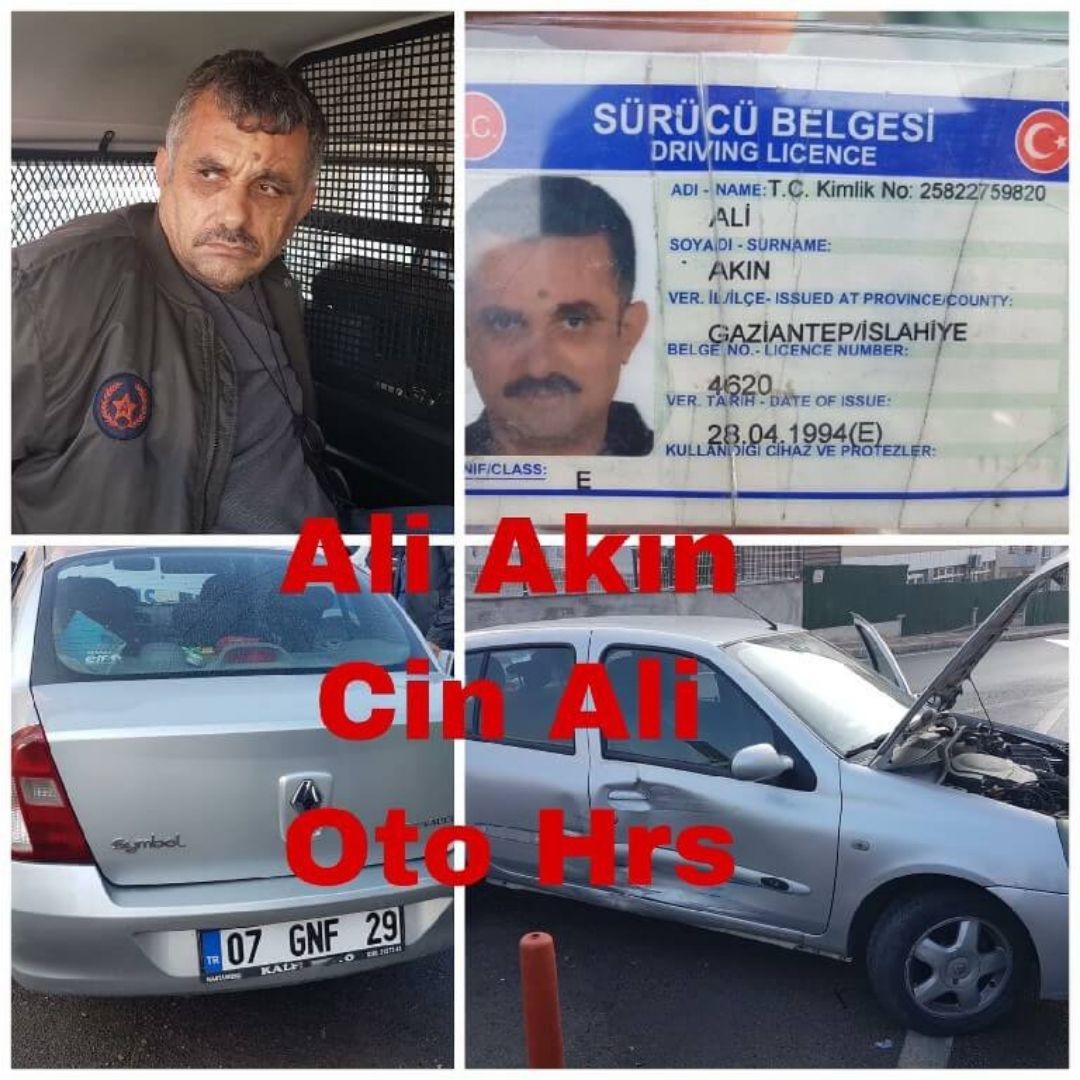 SÜRÜCÜ BELGESİ
DRIVING LICENCE
ADI - NAME: T.C. Kimlik No: 25822759820
ALİ
SOYADI - SURNAME:
AKIN
VER. İL/İLÇE- ISSUED AT PROVINCE/COUNTY:
GAZİANTEP/İSLAHİYE
BELGE NO.- LICENCE NUMBER:
4620
VER. TARİH - DATE OF ISSUE:
28.04.1994(E)
KULLANDIĞI CİHAZ VE PROTEZLER:
NIF/CLASS: E
Ali Akın
Cin Ali
Oto Hrs
Symbol
TR 07 GNF 29